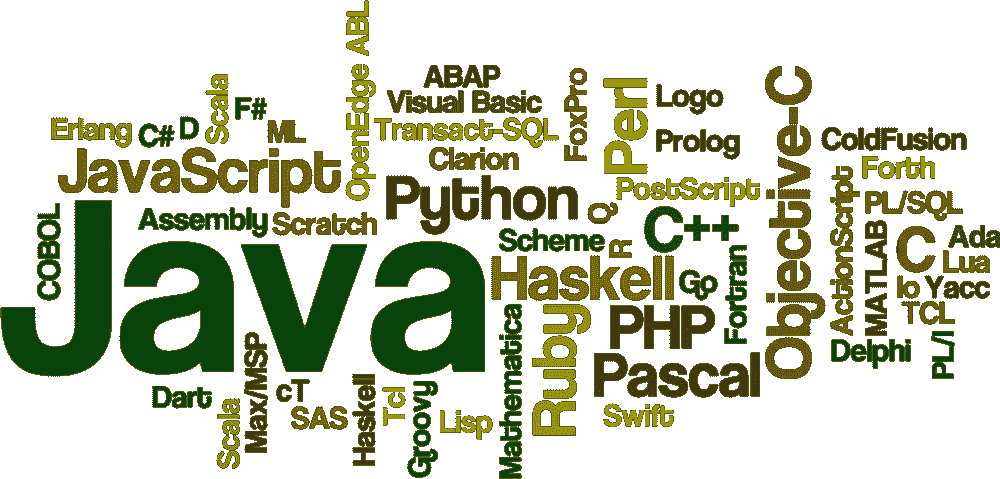 OpenEdge ABL
ABAP
Visual Basic
Transact-SQL
Clarion
FoxPro
Perl
Logo
Prolog
PostScript
Objective-C
ColdFusion
Forth
Erlang
C#
D
Scala
F#
ML
JavaScript
Python
Q
PL/SQL
ActionScript
MATLAB
C
Ada
Lua
Io
Yacc
TCL
PL/I
Delphi
COBOL
Assembly
Scratch
Java
Scheme
R
C++
Haskell
Go
Fortran
PHP
Pascal
Ruby
Swift
Mathematica
Dart
Scala
Max/MSP
cT
SAS
Haskell
Tcl
Groovy
Lisp